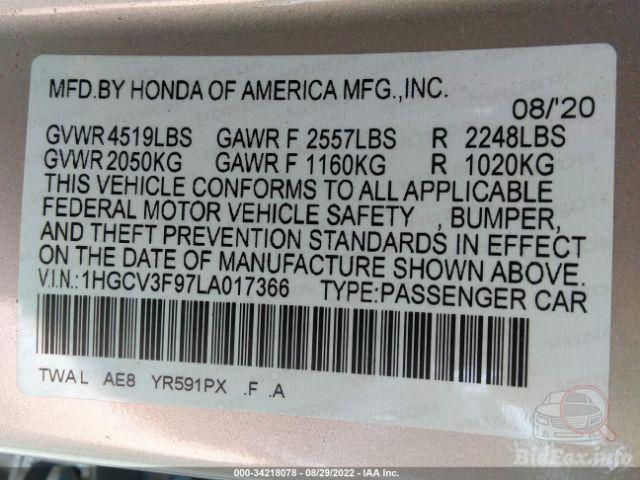 MFD.BY HONDA OF AMERICA MFG.,INC.
08/'20
GVWR 4519LBS GAWR F 2557LBS R 2248LBS
GVWR 2050KG GAWR F 1160KG R 1020KG
THIS VEHICLE CONFORMS TO ALL APPLICABLE
FEDERAL MOTOR VEHICLE SAFETY , BUMPER,
AND THEFT PREVENTION STANDARDS IN EFFECT
ON THE DATE OF MANUFACTURE SHOWN ABOVE.
V.I.N.:1HGCV3F97LA017366 TYPE:PASSENGER CAR
TWAL AE8 YR591PX .F .A
000-34218078 - 08/29/2022 - IAA Inc.
BidFax.info